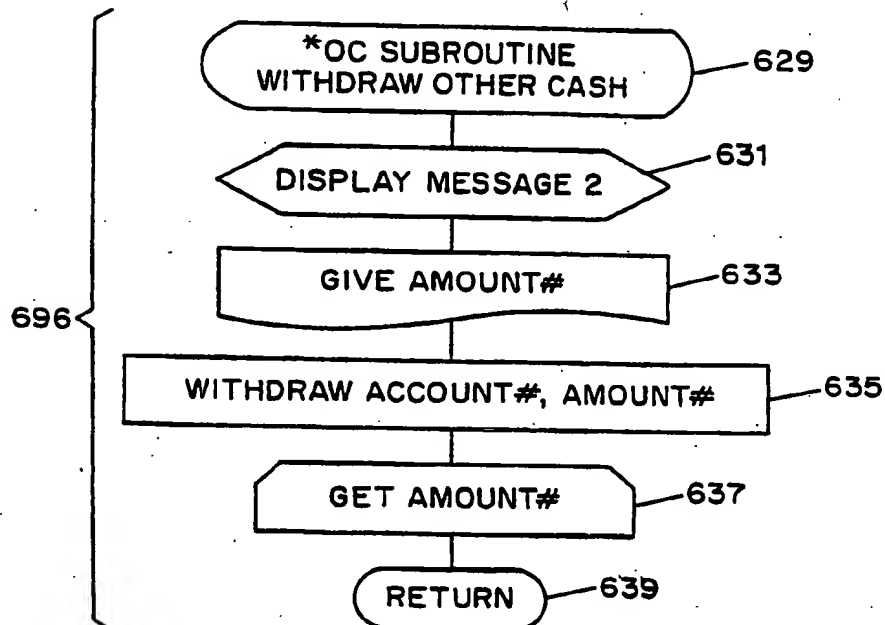 *OC SUBROUTINE
WITHDRAW OTHER CASH
629
DISPLAY MESSAGE 2
631
GIVE AMOUNT#
633
696
WITHDRAW ACCOUNT#, AMOUNT#
635
GET AMOUNT#
637
RETURN
639